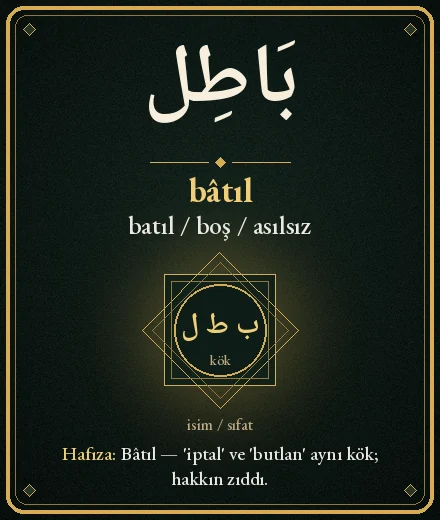 بَاطِل
bâtıl
batıl / boş / asılsız
ب ط ل
kök
isim / sıfat
Hafıza: Bâtıl — 'iptal' ve 'butlan' aynı kök;
hakkın zıddı.